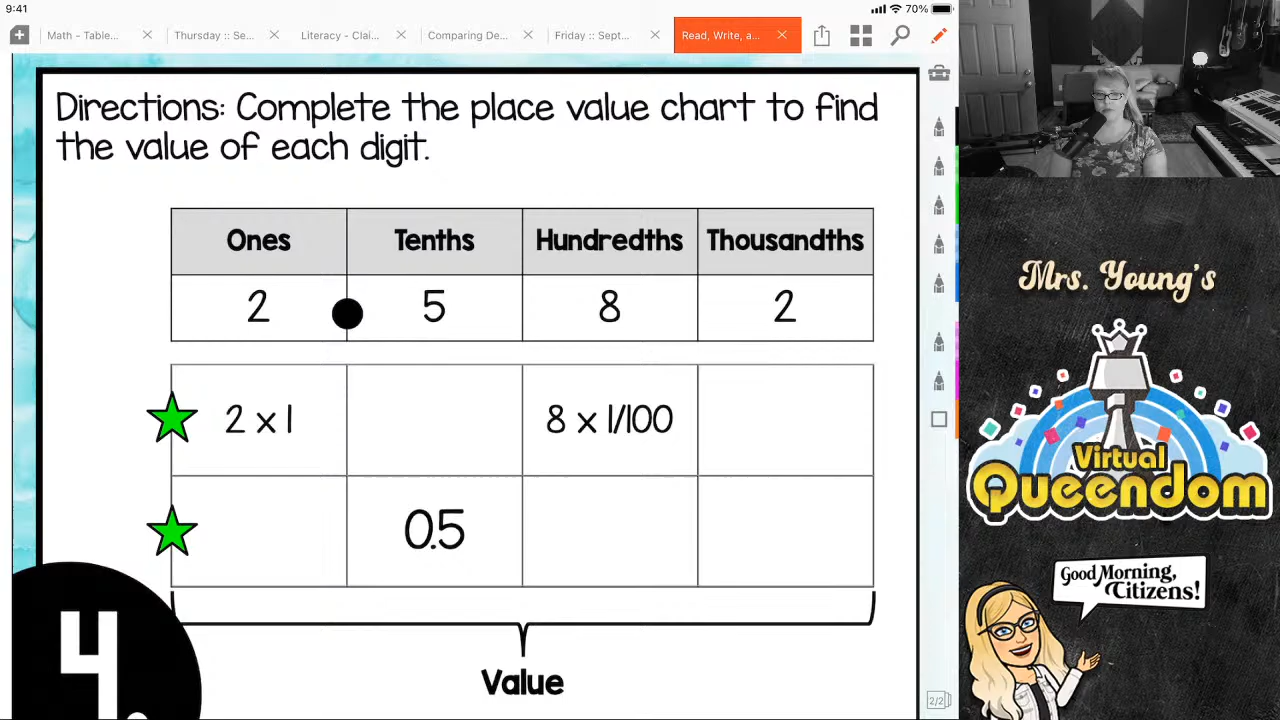 9:41
70%
Math - Table...
Thursday :: Se...
Literacy - Clai...
Comparing De...
Friday :: Sept...
Read, Write, a...
Directions: Complete the place value chart to find
the value of each digit.
Ones Tenths Hundredths Thousandths
2 5 8 2
2 x 1 8 x 1/100
0.5
Value
4.
2/2
Mrs. Young's
Virtual
Queendom
Good Morning,
Citizens!